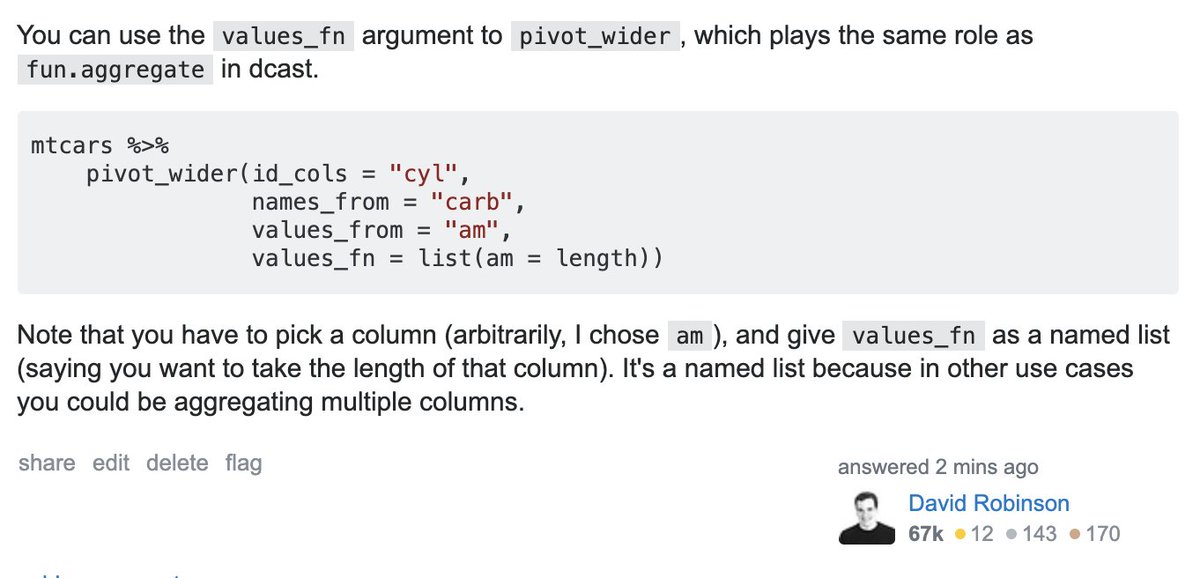 You can use the values_fn argument to pivot_wider, which plays the same role as
fun.aggregate in dcast.
mtcars %>%
    pivot_wider(id_cols = "cyl",
                names_from = "carb",
                values_from = "am",
                values_fn = list(am = length))
Note that you have to pick a column (arbitrarily, I chose am ), and give values_fn as a named list
(saying you want to take the length of that column). It's a named list because in other use cases
you could be aggregating multiple columns.
share edit delete flag
answered 2 mins ago
David Robinson
67k 12 143 170